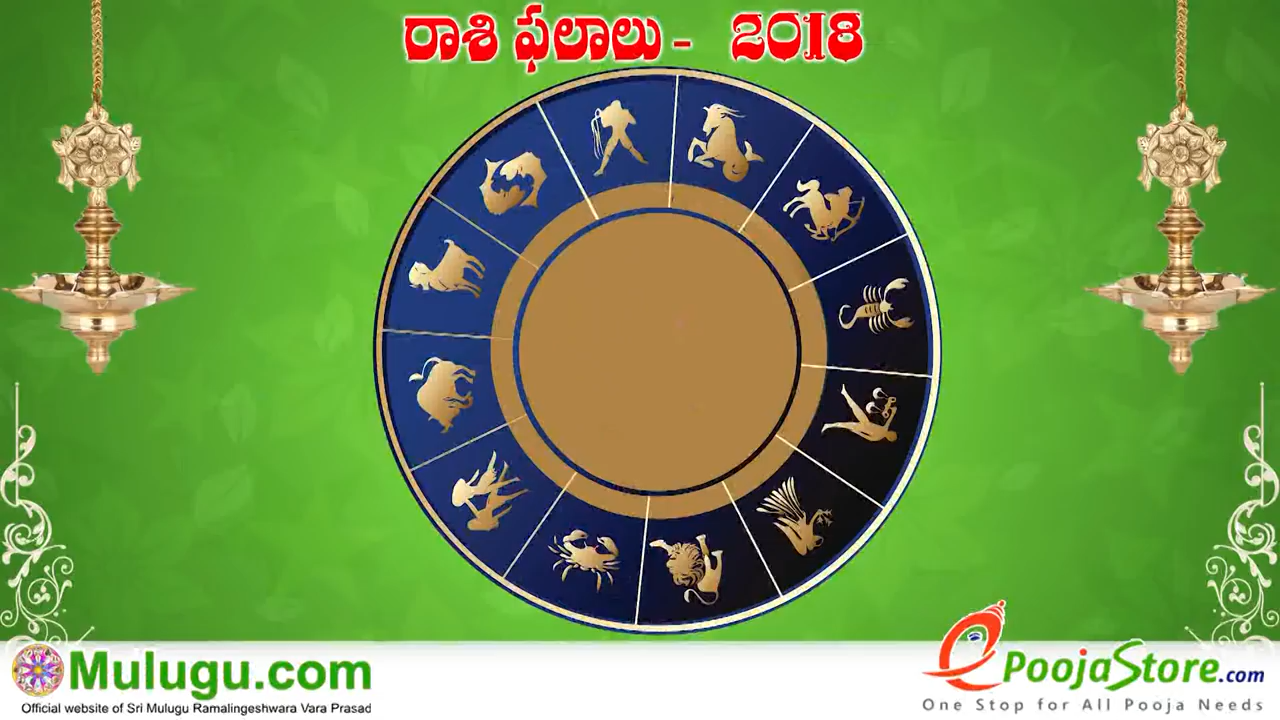 రాశి ఫలాలు - 2018
Mulugu.com
Official website of Sri Mulugu Ramalingeshwara Vara Prasad
ePoojaStore.com
One Stop for All Pooja Needs